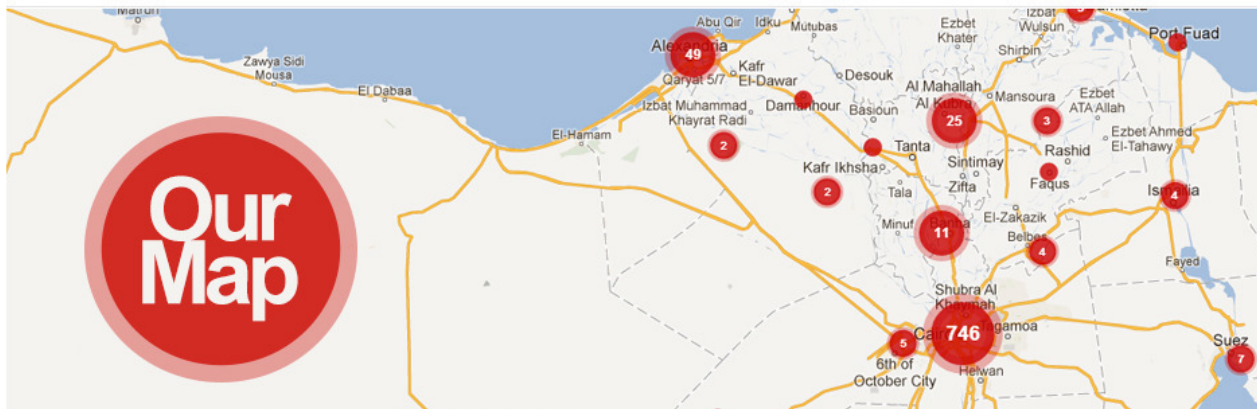 Our
Map
Matruh
Zawya Sidi
Mousa
El Dabaa
El-Hamam
Abu Qir
Idku
Mutubas
Alexandria
49
Qaryat 5/7
Kafr
El-Dawar
Izbat Muhammad
Khayrat Radi
2
Damanhour
Desouk
Basioun
Ezbet
Khater
Izbat
Wulsun
Shirbin
Port Fuad
Al Mahallah
Al Kubra
25
Mansoura
3
Ezbet
ATA Allah
Ezbet Ahmed
El-Tahawy
Tanta
Kafr Ikhsha
2
Tala
Sintimay
Zifta
Rashid
Faqus
Ismailia
4
Minuf
Banha
11
El-Zakazik
Belbes
4
Fayed
Shubra Al
Khaymah
746
Tagamoa
5
6th of
October City
Helwan
Suez
7